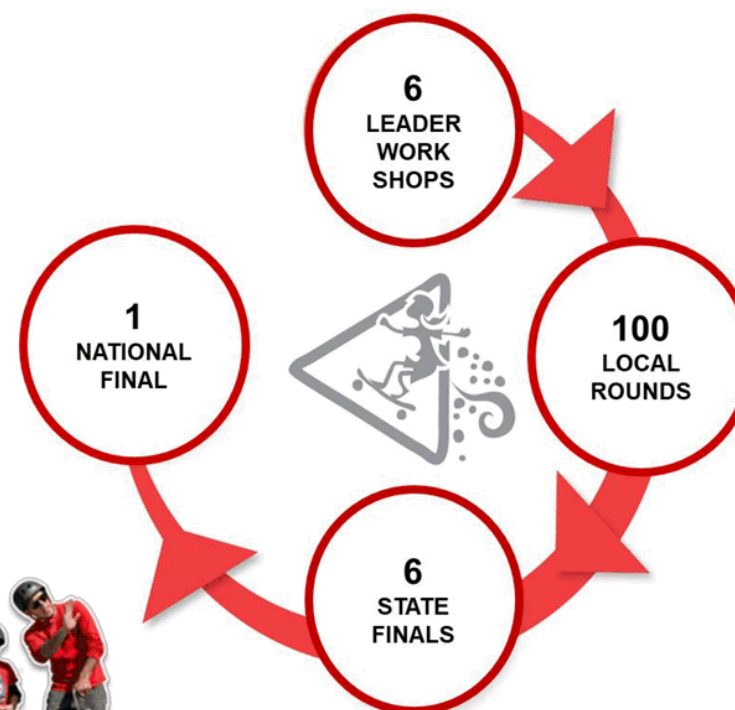 6
LEADER
WORK
SHOPS
100
LOCAL
ROUNDS
6
STATE
FINALS
1
NATIONAL
FINAL